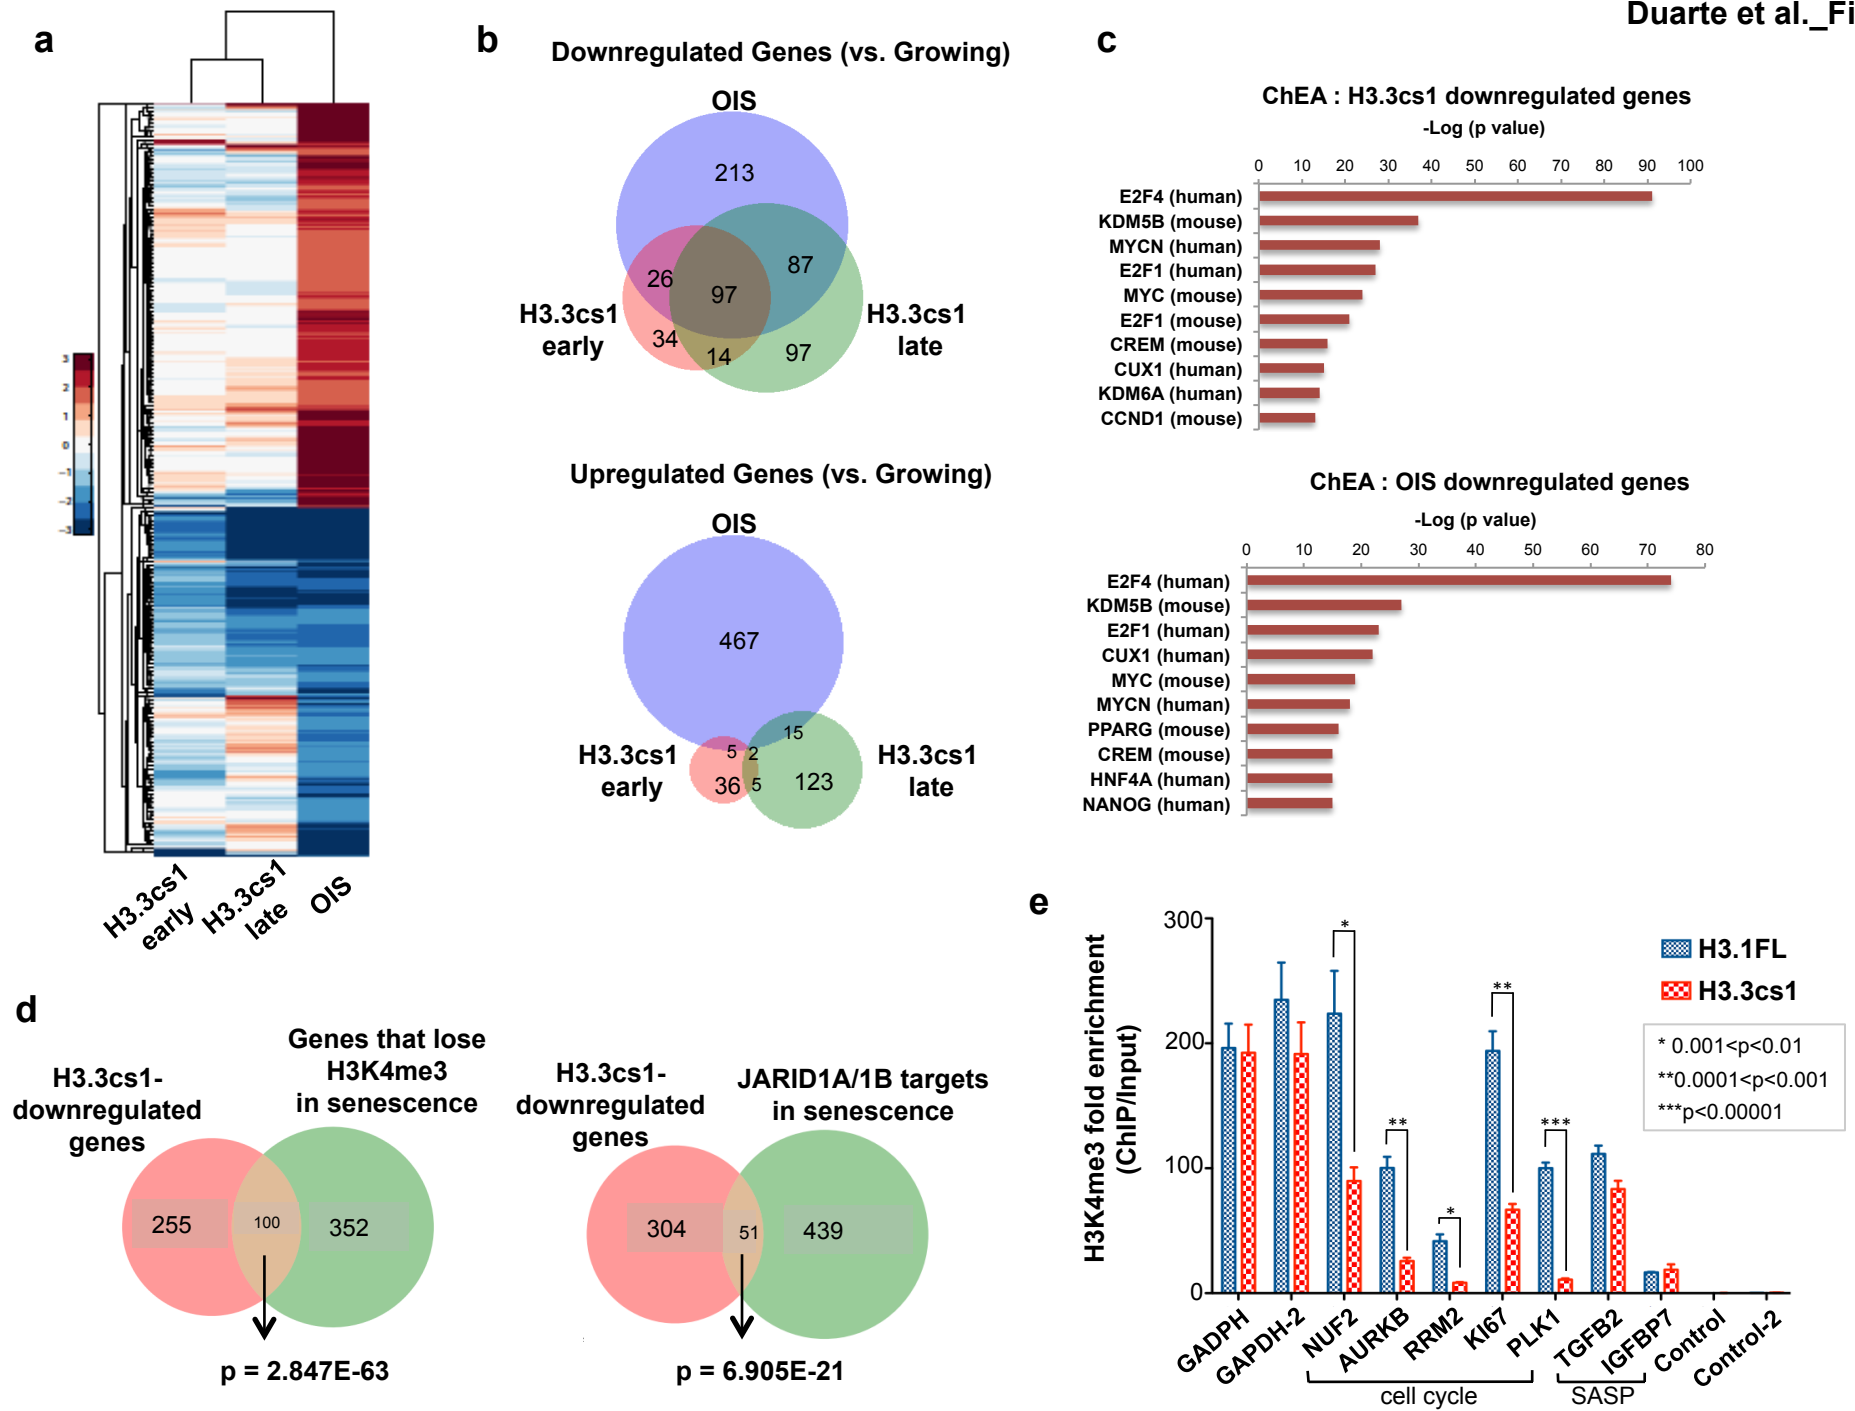 Duarte et al._Fi
a
3
2
1
0
-1
-2
-3
H3.3cs1
early
H3.3cs1
late
OIS
b
Downregulated Genes (vs. Growing)
OIS
213
26
87
97
34
14
97
H3.3cs1
early
H3.3cs1
late
Upregulated Genes (vs. Growing)
OIS
467
15
5
2
36
5
123
H3.3cs1
early
H3.3cs1
late
c
ChEA : H3.3cs1 downregulated genes
-Log (p value)
0 10 20 30 40 50 60 70 80 90 100
E2F4 (human)
KDM5B (mouse)
MYCN (human)
E2F1 (human)
MYC (mouse)
E2F1 (mouse)
CREM (mouse)
CUX1 (human)
KDM6A (human)
CCND1 (mouse)
ChEA : OIS downregulated genes
-Log (p value)
0 10 20 30 40 50 60 70 80
E2F4 (human)
KDM5B (mouse)
E2F1 (human)
CUX1 (human)
MYC (mouse)
MYCN (human)
PPARG (mouse)
CREM (mouse)
HNF4A (human)
NANOG (human)
d
H3.3cs1-
downregulated
genes
Genes that lose
H3K4me3
in senescence
255
100
352
p = 2.847E-63
H3.3cs1-
downregulated
genes
JARID1A/1B targets
in senescence
304
51
439
p = 6.905E-21
e
H3K4me3 fold enrichment
(ChIP/Input)
300
200
100
0
*
**
*
**
***
H3.1FL
H3.3cs1
* 0.001<p<0.01
**0.0001<p<0.001
***p<0.00001
GADPH
GAPDH-2
NUF2
AURKB
RRM2
KI67
PLK1
TGFB2
IGFBP7
Control
Control-2
cell cycle
SASP